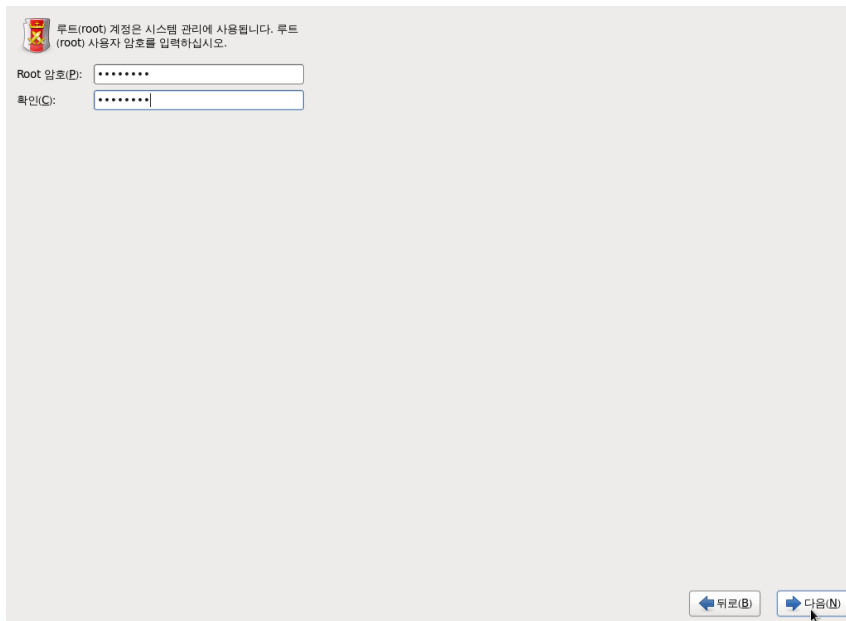 루트(root) 계정은 시스템 관리에 사용됩니다. 루트
(root) 사용자 암호를 입력하십시오.
Root 암호(P): ••••••••
확인(C): ••••••••
뒤로(B) 다음(N)